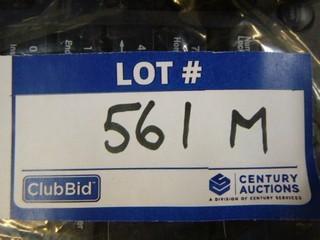 LOT #
561 M
ClubBid
CENTURY
AUCTIONS
A DIVISION OF CENTURY SERVICES